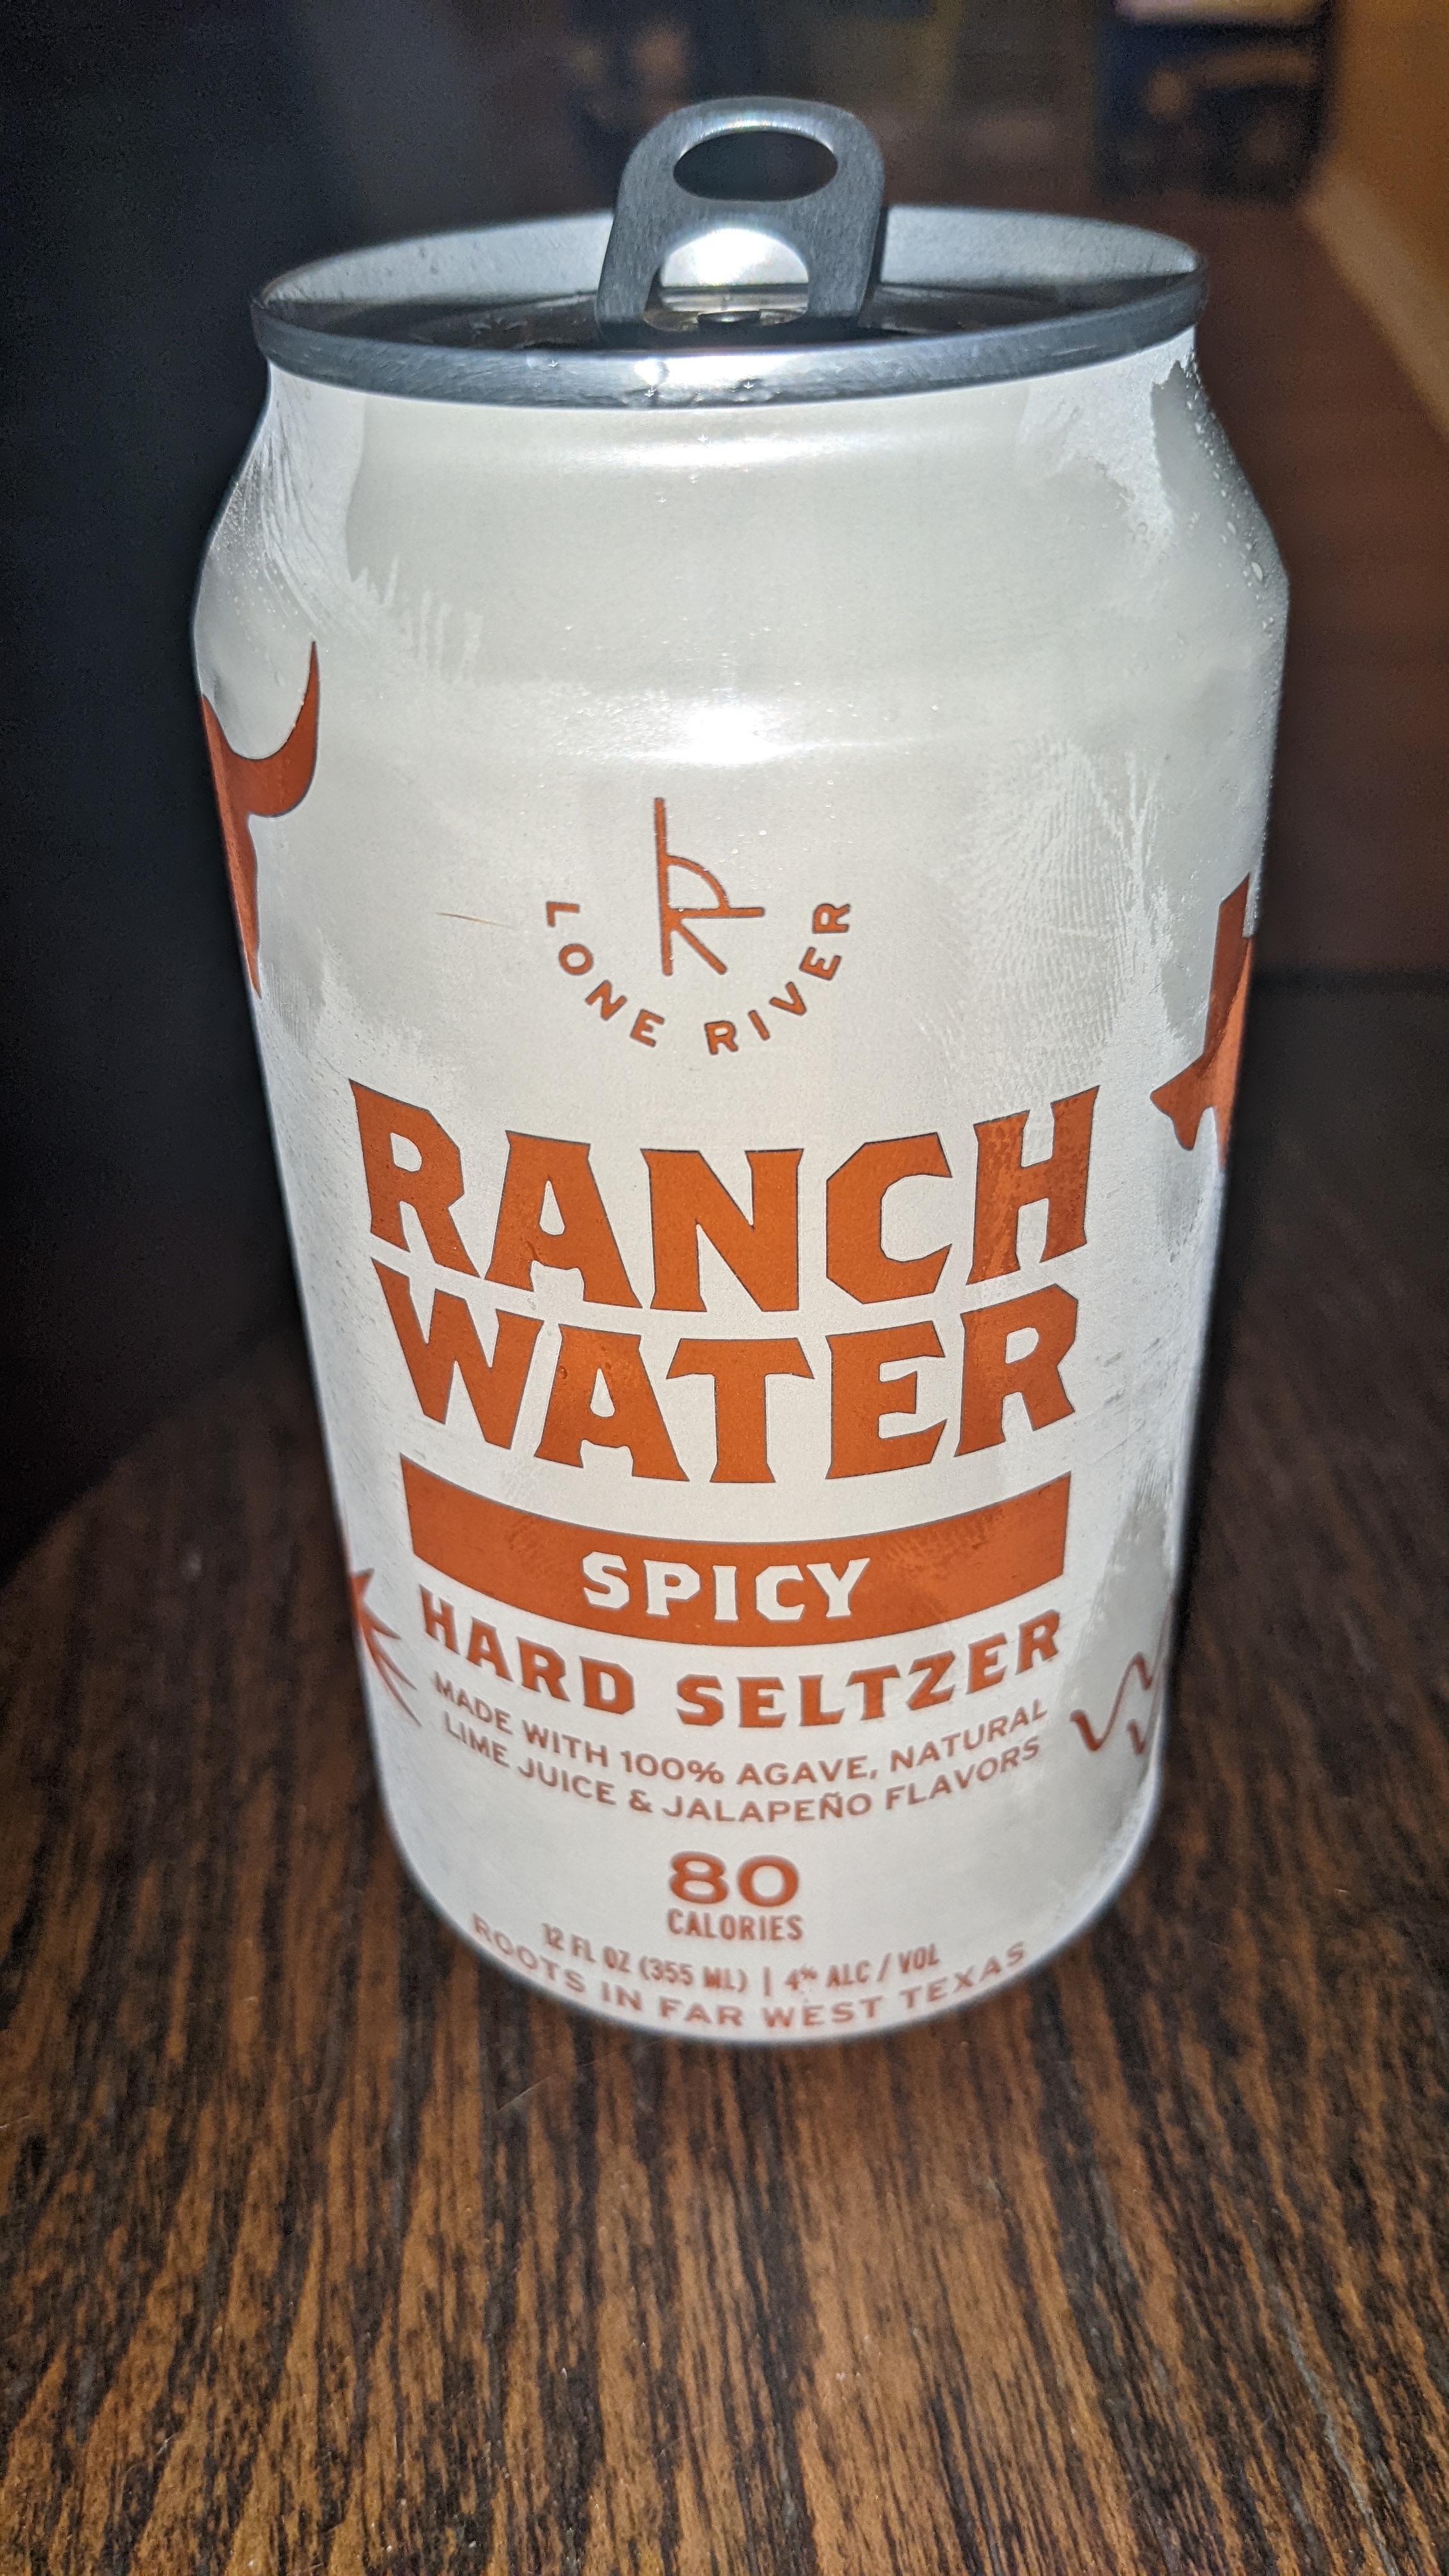 LONE RIVER
RANCH
WATER
SPICY
HARD SELTZER
MADE WITH 100% AGAVE, NATURAL
LIME JUICE & JALAPEÑO FLAVORS
80
CALORIES
12 FL OZ (355 ML) | 4% ALC / VOL
ROOTS IN FAR WEST TEXAS